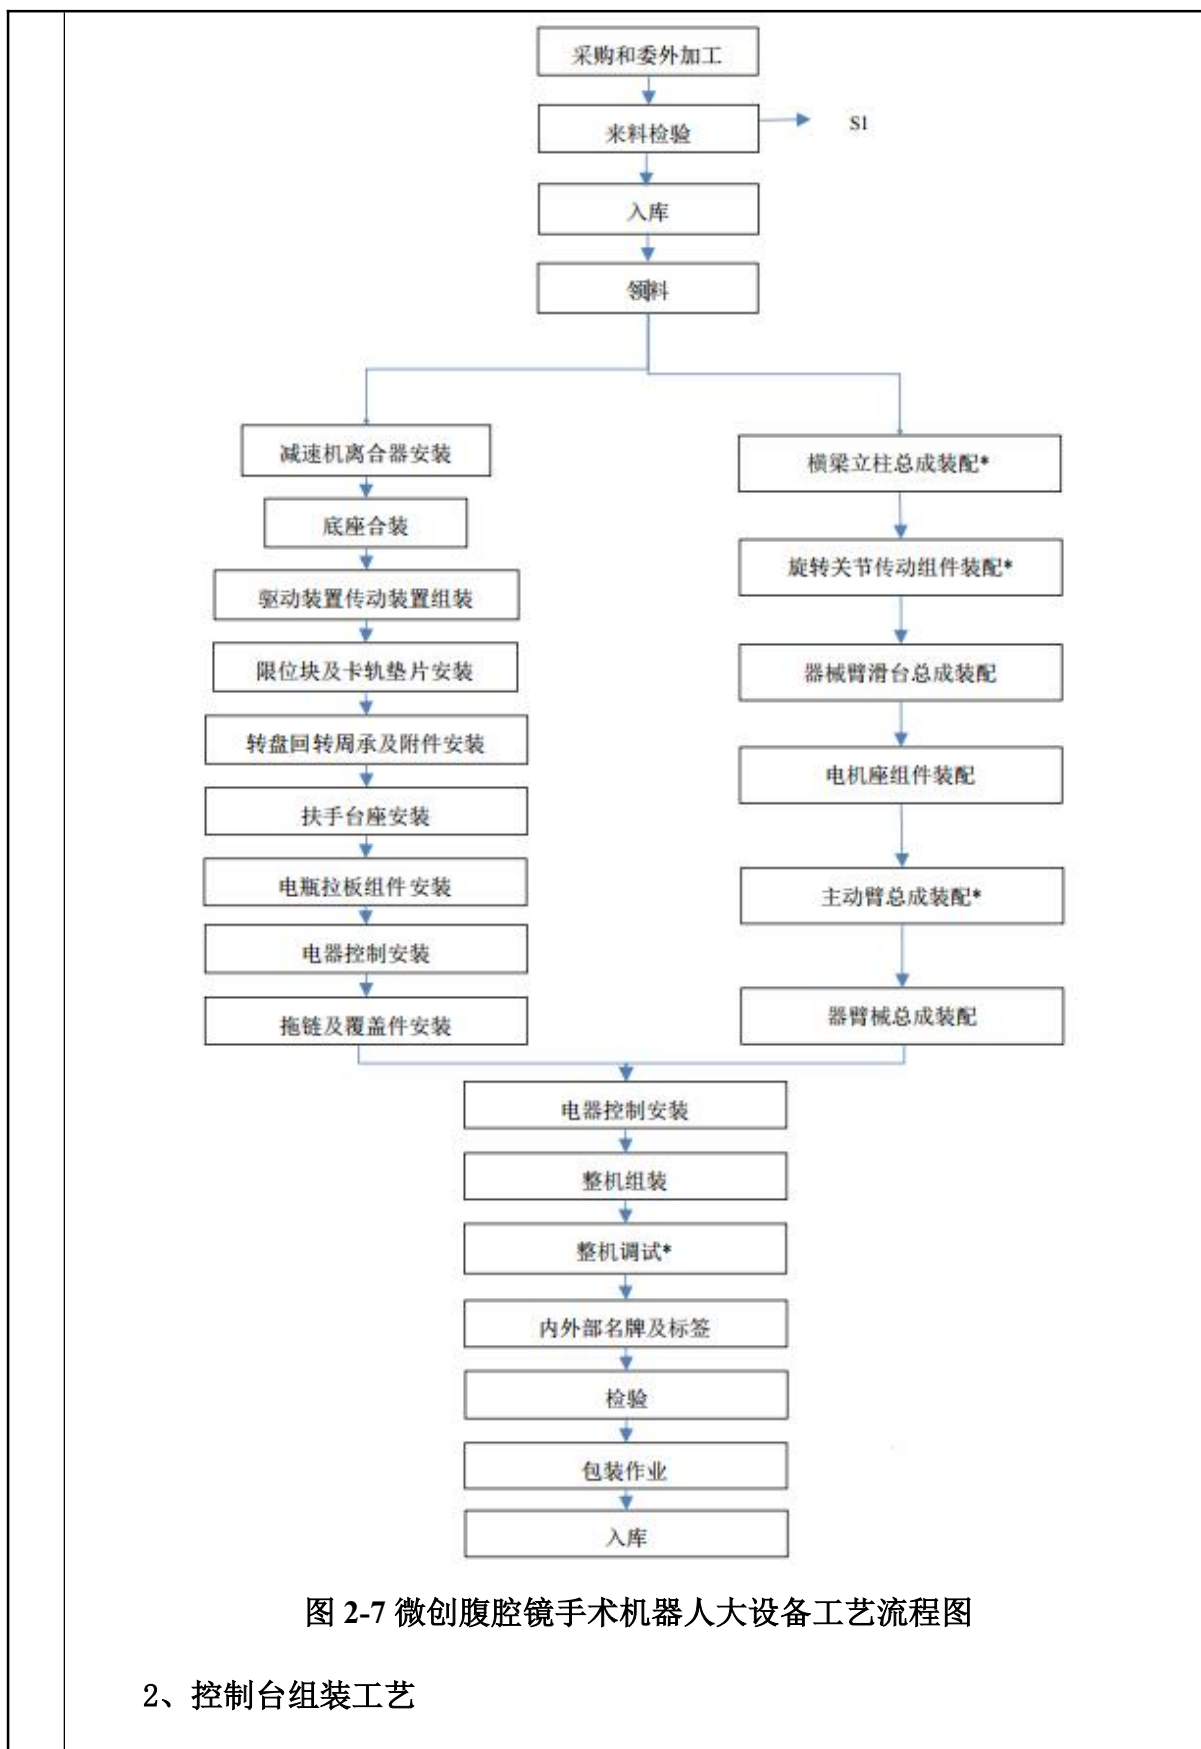 采购和委外加工
来料检验
S1
入库
领料
减速机离合器安装
底座合装
驱动装置传动装置组装
限位块及卡轨垫片安装
转盘回转周承及附件安装
扶手台座安装
电瓶拉板组件安装
电器控制安装
拖链及覆盖件安装
横梁立柱总成装配*
旋转关节传动组件装配*
器械臂滑台总成装配
电机座组件装配
主动臂总成装配*
器臂械总成装配
电器控制安装
整机组装
整机调试*
内外部名牌及标签
检验
包装作业
入库
图 2-7 微创腹腔镜手术机器人大设备工艺流程图
2、控制台组装工艺